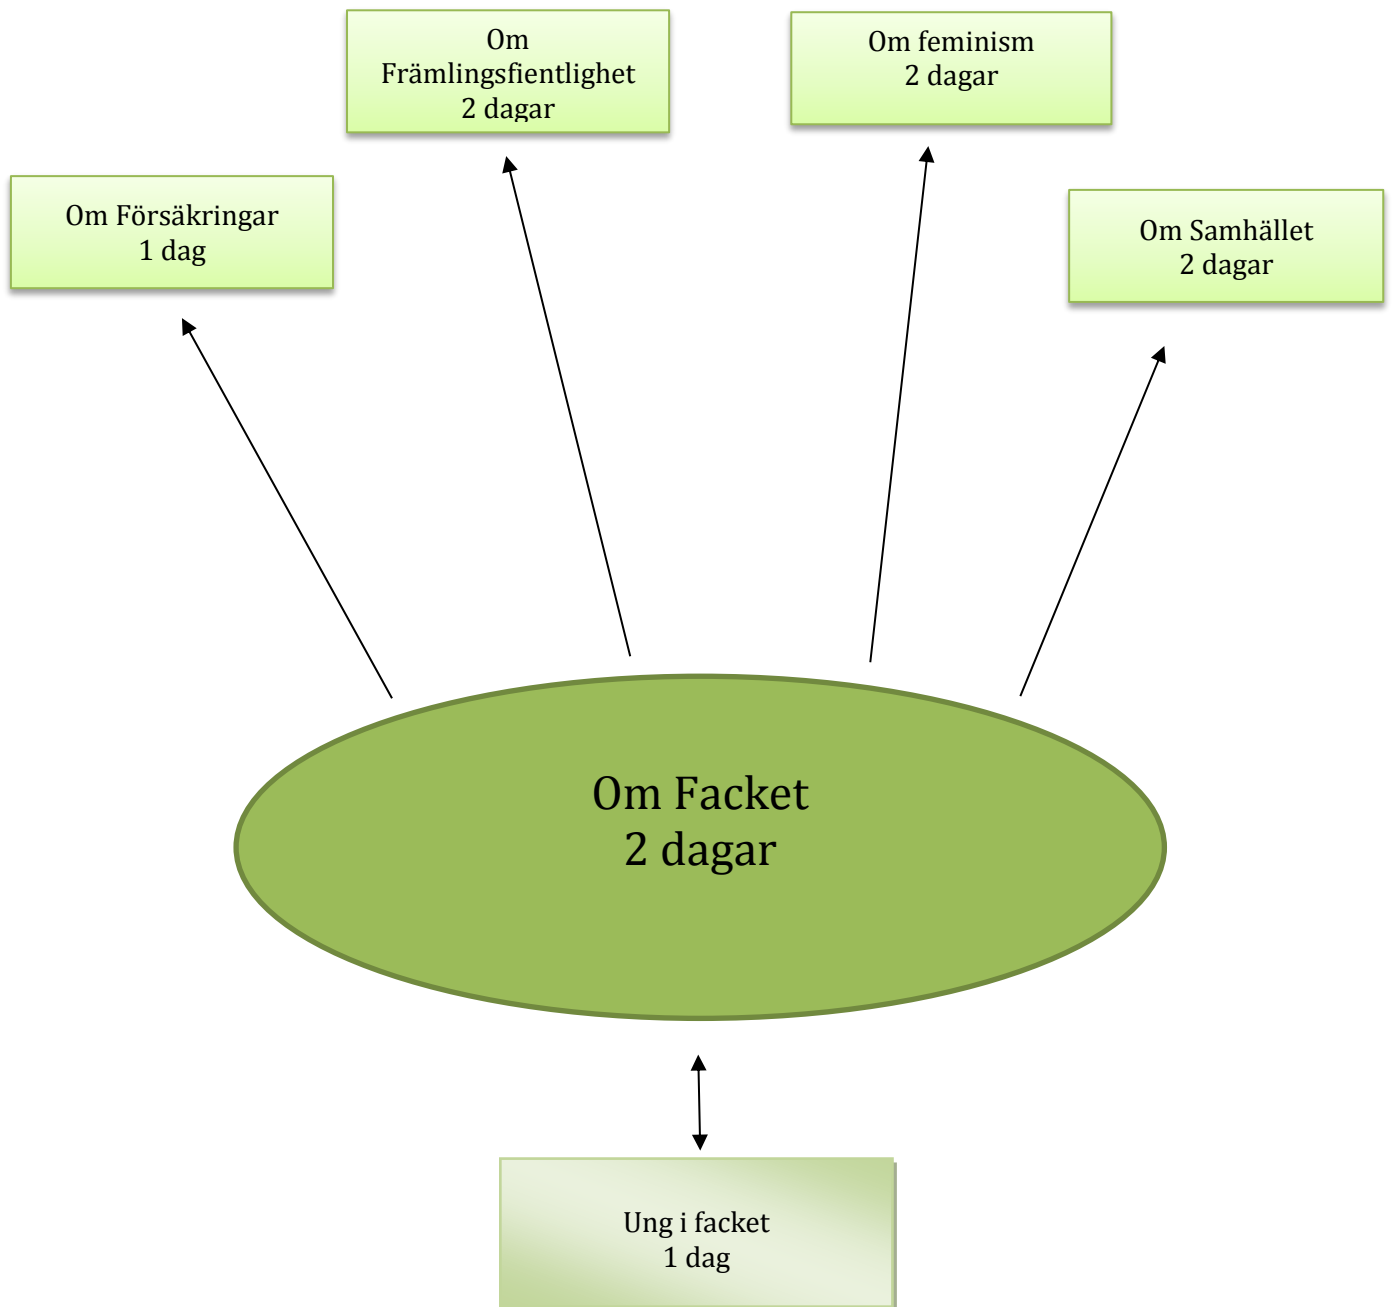 Om
Främlingsfientlighet
2 dagar
Om feminism
2 dagar
Om Försäkringar
1 dag
Om Samhället
2 dagar
Om Facket
2 dagar
Ung i facket
1 dag